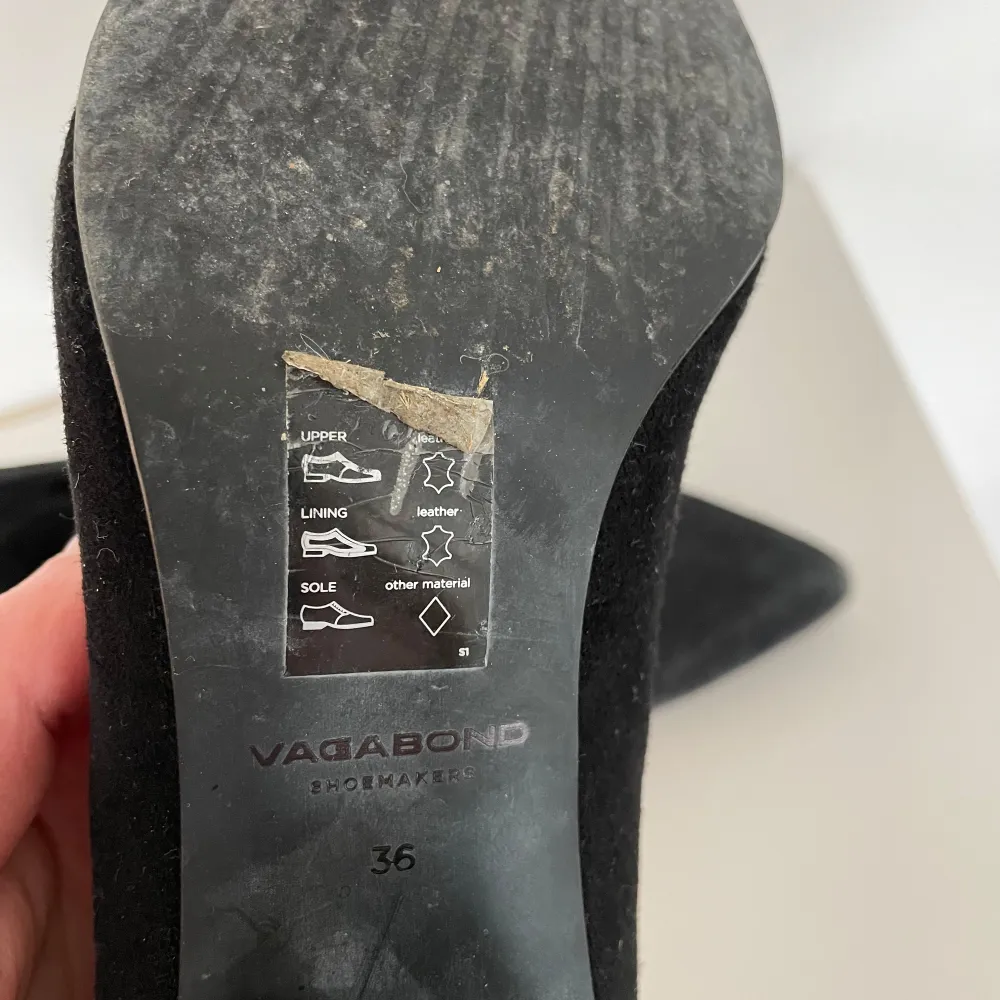 UPPER
LINING leather
SOLE other material
S1
VAGABOND
SHOEMAKERS
36